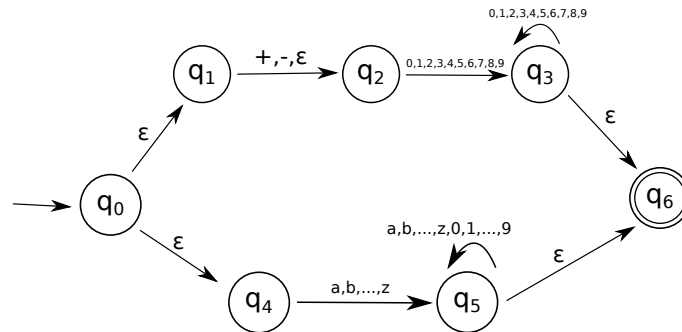 0,1,2,3,4,5,6,7,8,9
q1 +,-,ε q2 0,1,2,3,4,5,6,7,8,9 q3
ε ε
q0 q6
ε a,b,...,z,0,1,...,9 ε
q4 a,b,...,z q5